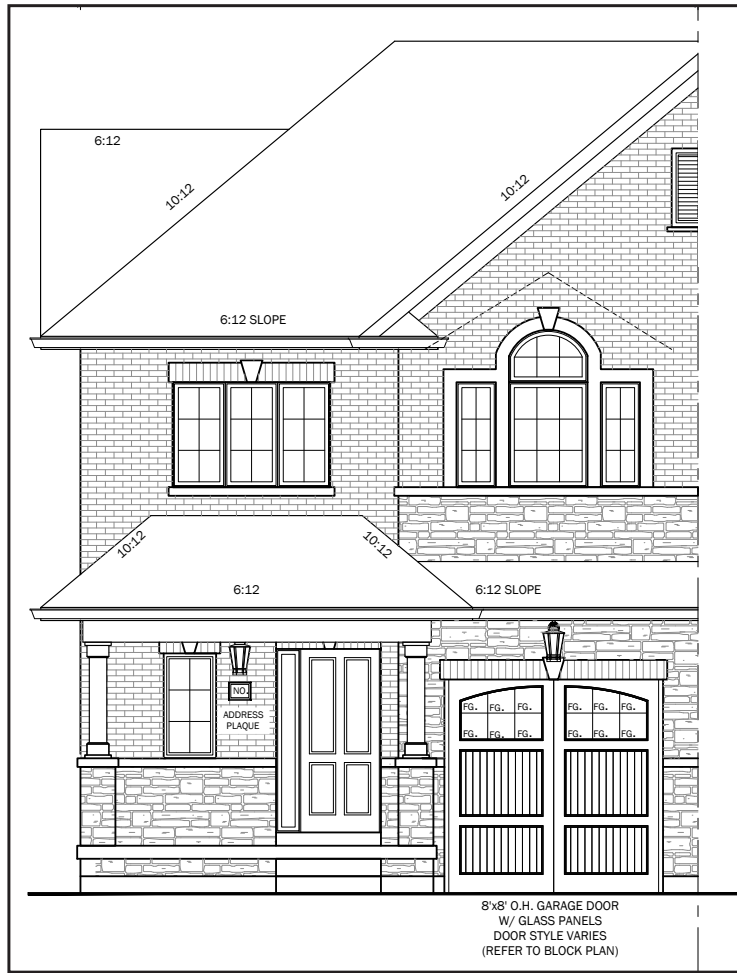 6:12
10:12
10:12
6:12 SLOPE
10:12
10:12
6:12
6:12 SLOPE
NO.
ADDRESS
PLAQUE
FG. FG. FG. FG. FG. FG.
FG. FG. FG. FG. FG. FG.
8'x8' O.H. GARAGE DOOR
W/ GLASS PANELS
DOOR STYLE VARIES
(REFER TO BLOCK PLAN)